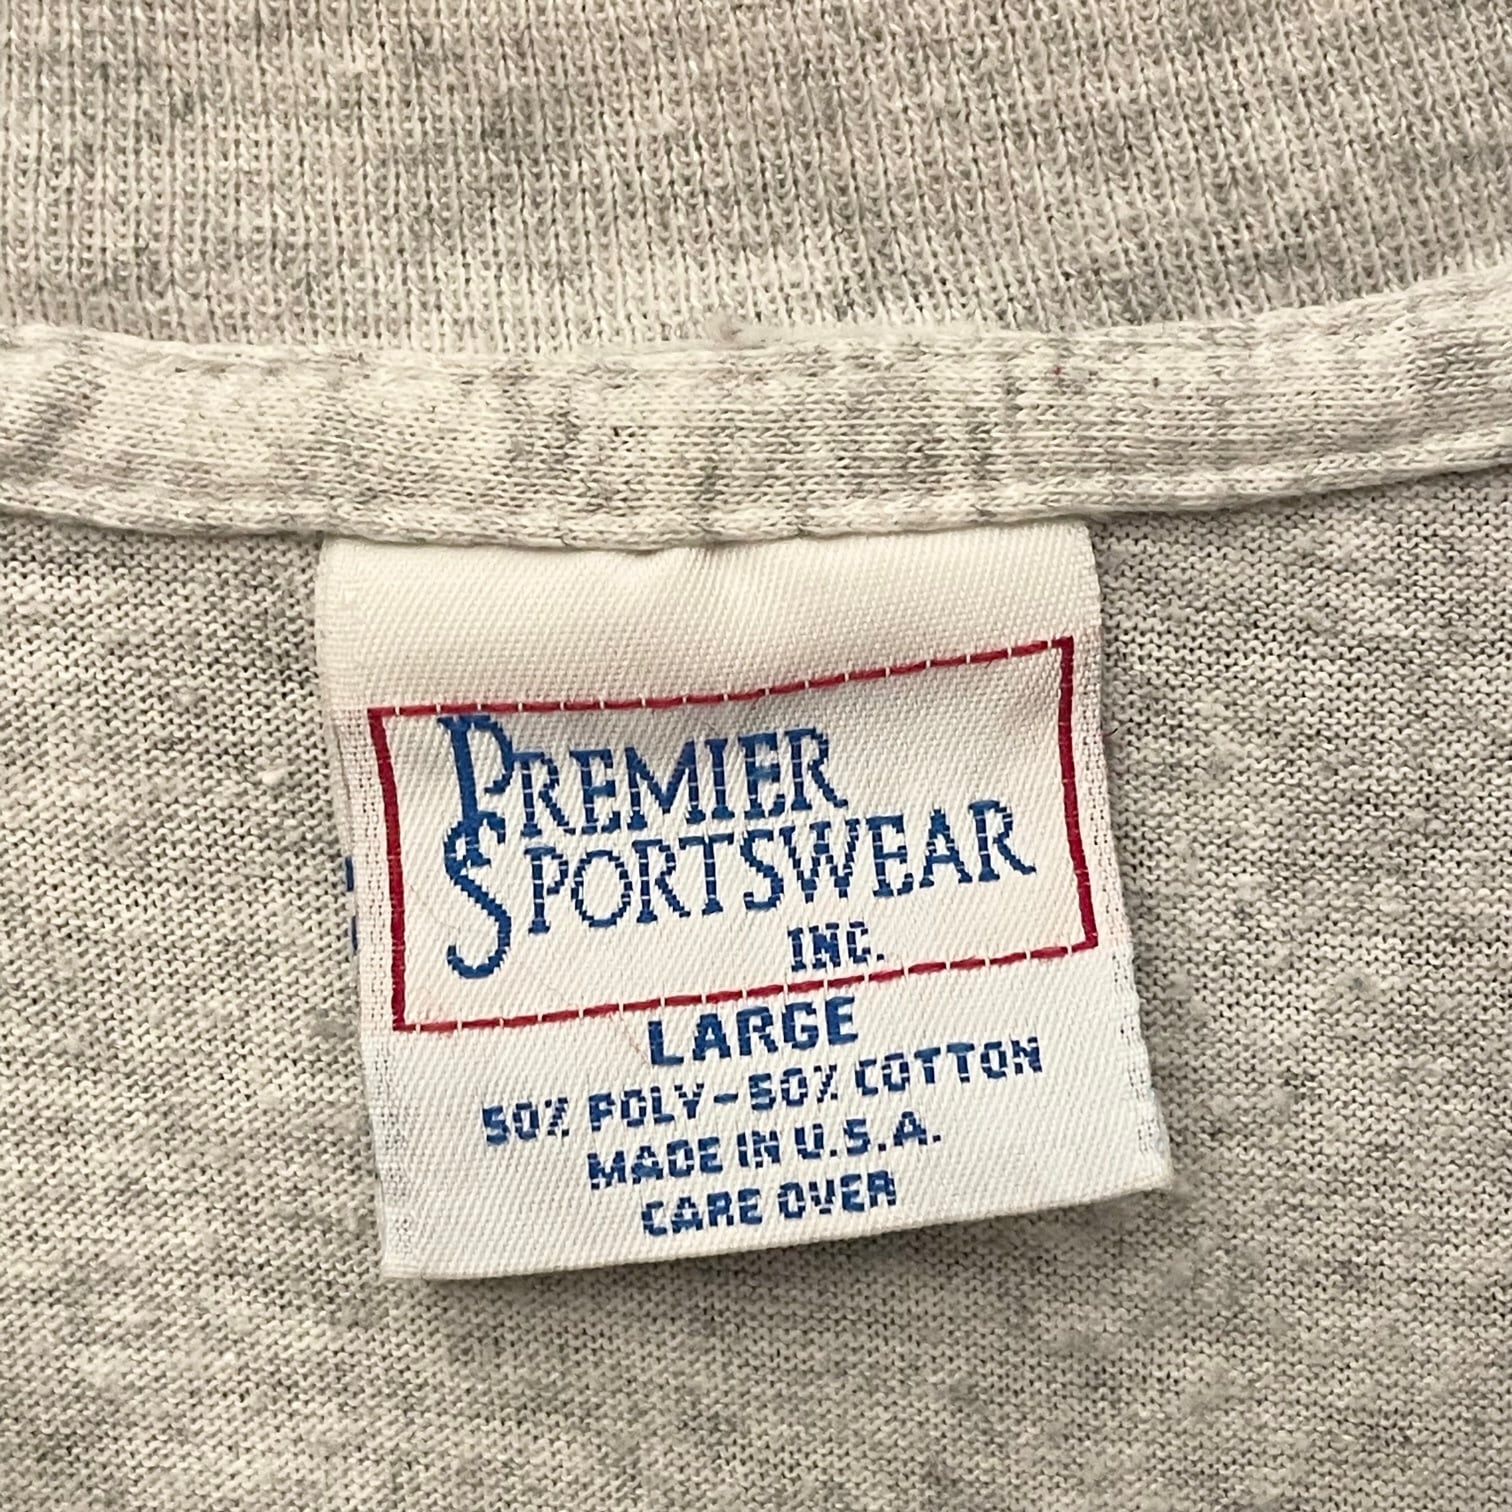 PREMIER
SPORTSWEAR
INC.
LARGE
50% POLY-50% COTTON
MADE IN U.S.A.
CARE OVER